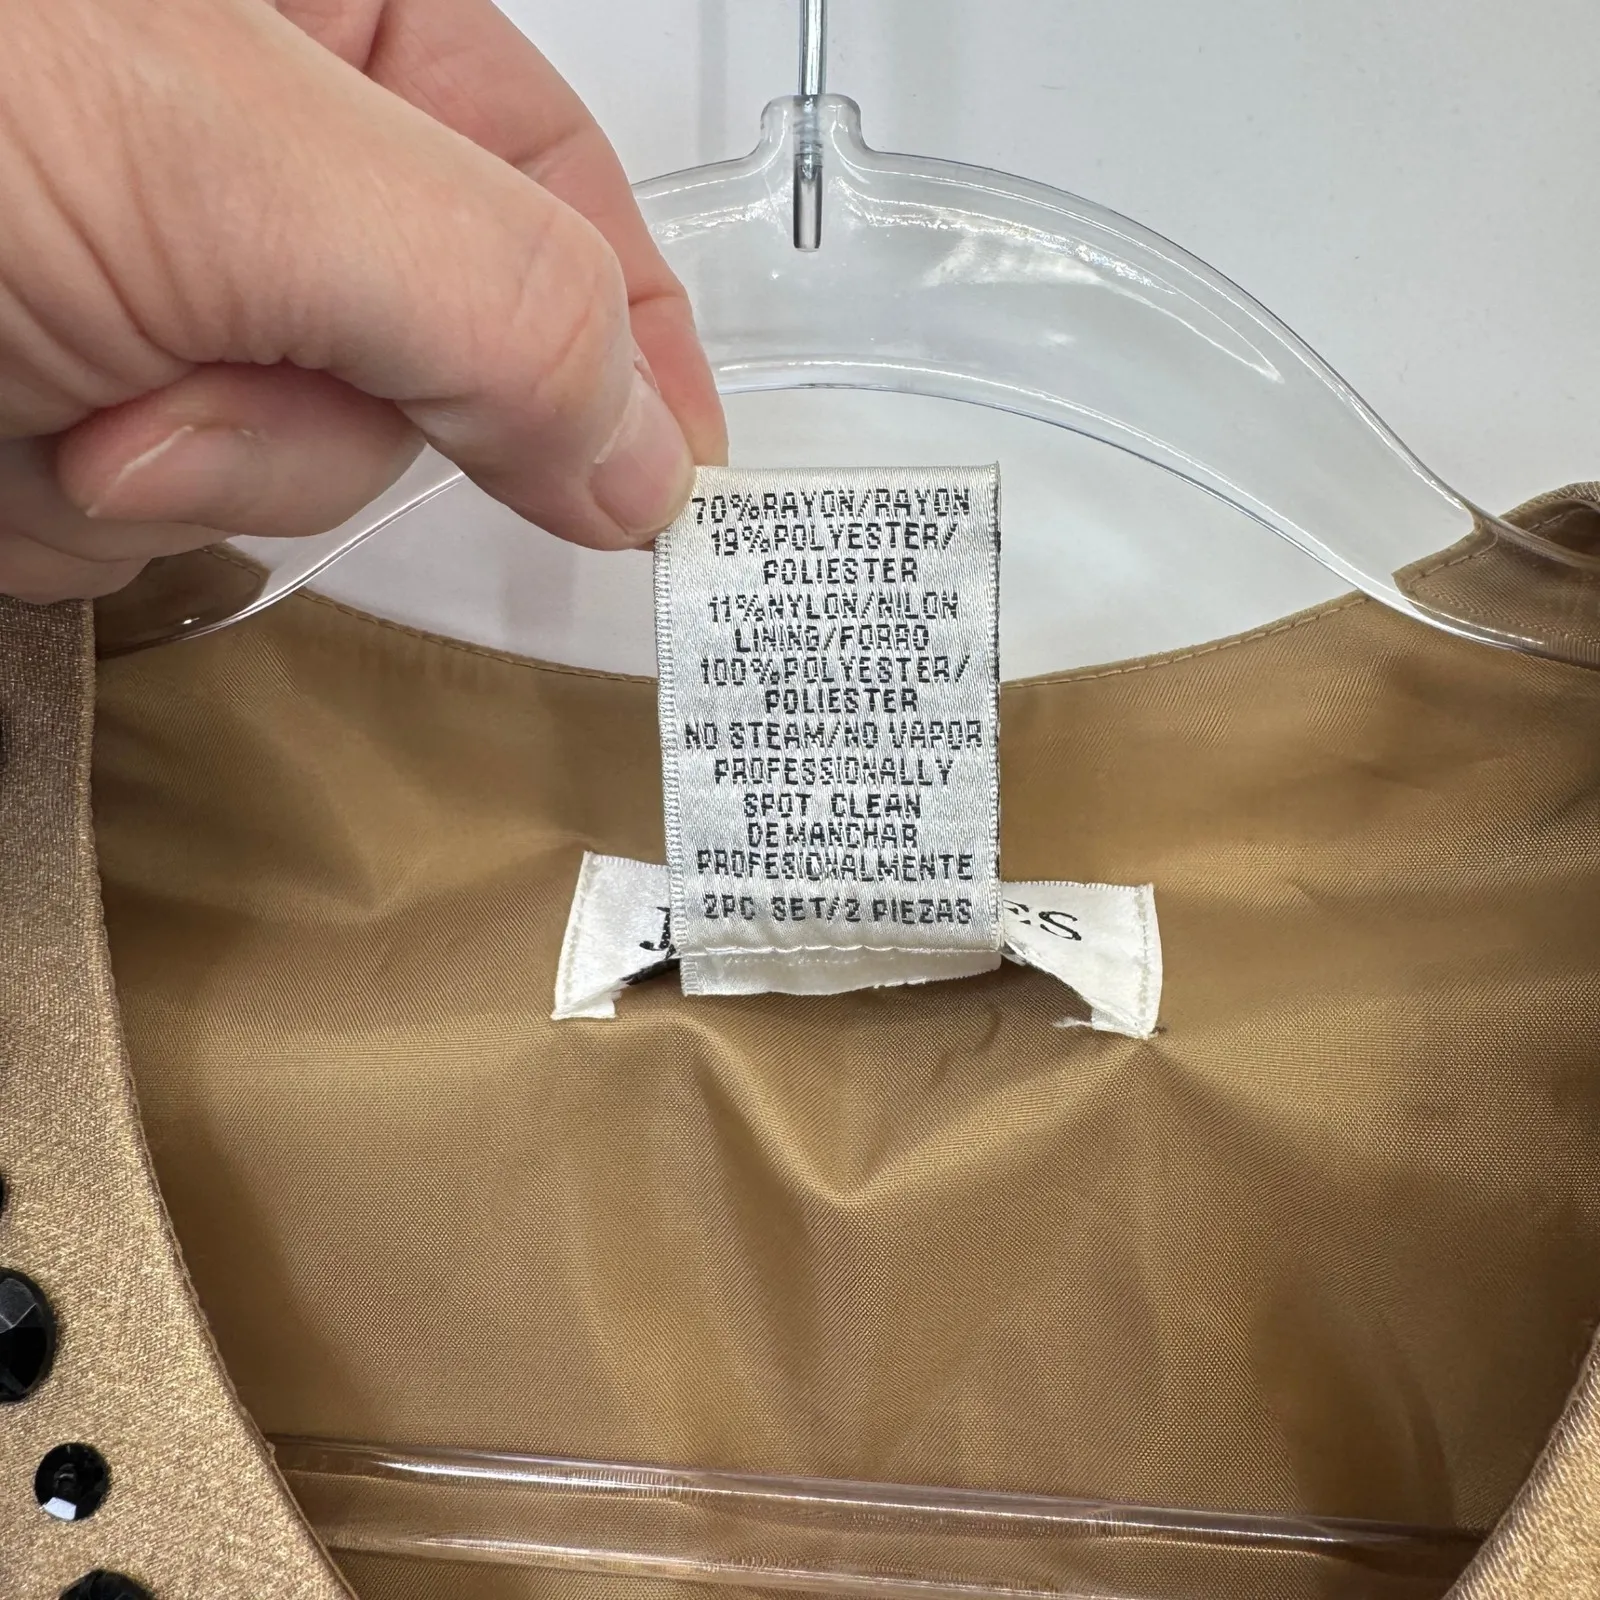 70%RAYON/RAYON
19%POLYESTER/
POLIESTER
11%NYLON/NILON
LINING/FORRO
100%POLYESTER/
POLIESTER
NO STEAM/NO VAPOR
PROFESSIONALLY
SPOT CLEAN
DEMANCHAR
PROFESIONALMENTE
2PC SET/2 PIEZAS